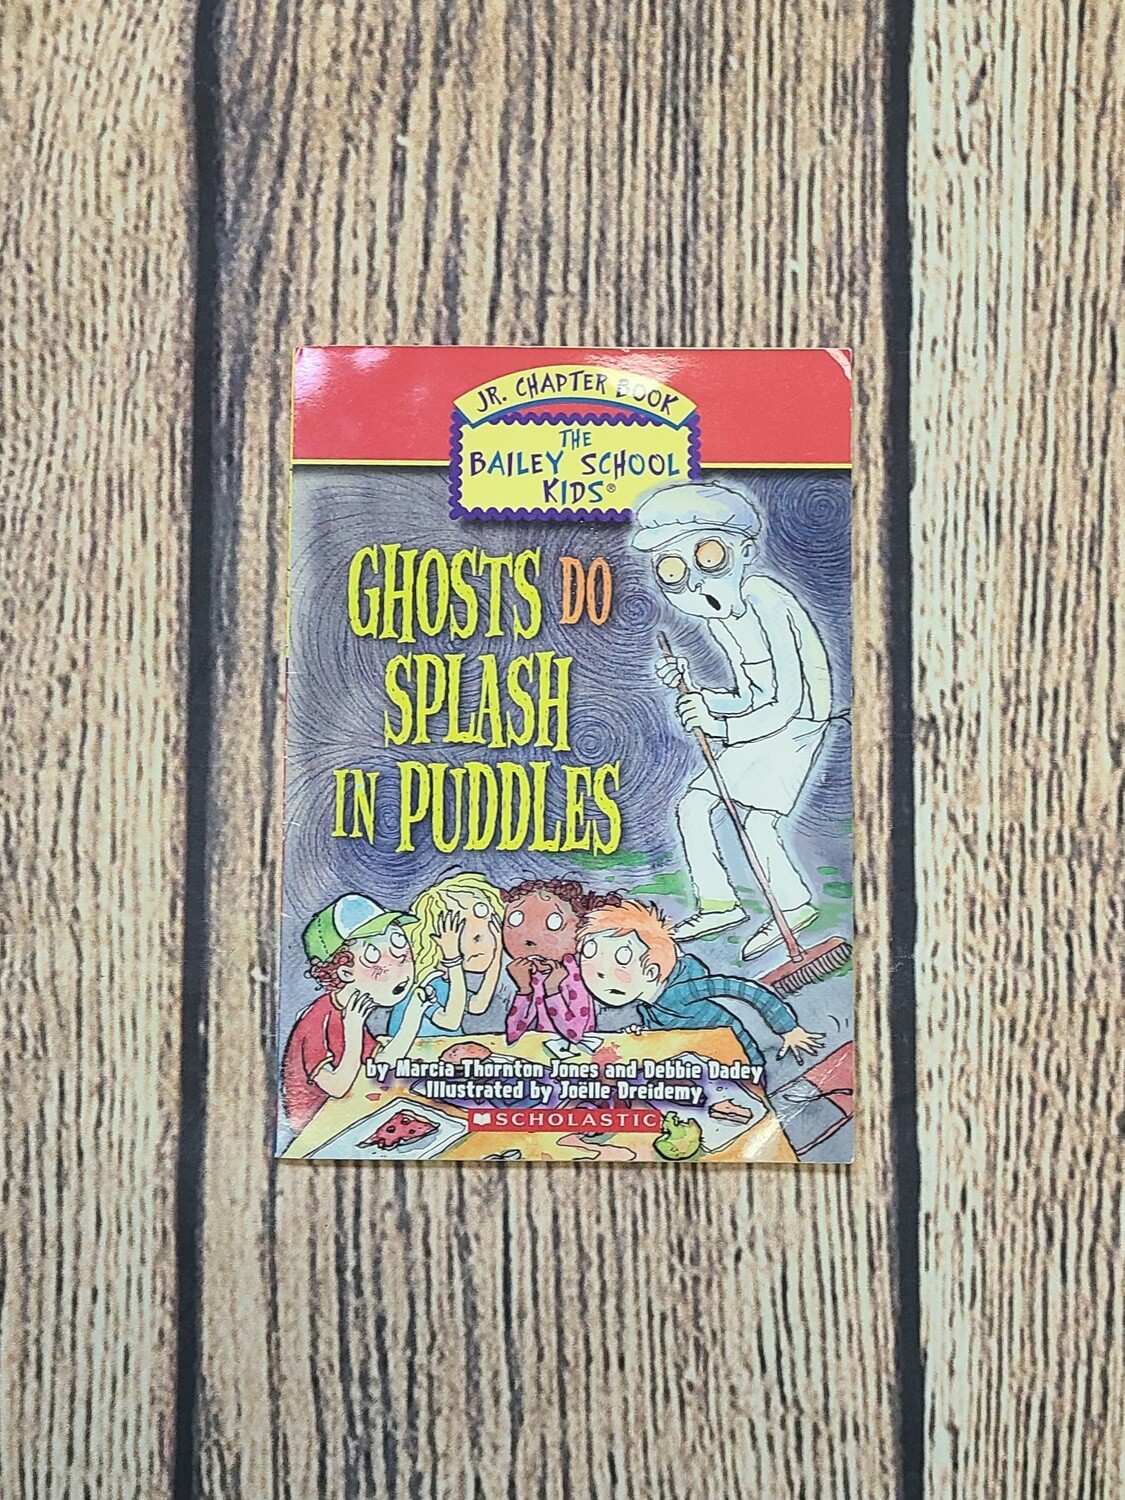 JR. CHAPTER BOOK
THE
BAILEY SCHOOL
KIDS®
GHOSTS DO
SPLASH
IN PUDDLES
by Marcia Thornton Jones and Debbie Dadey
Illustrated by Joëlle Dreidemy
SCHOLASTIC